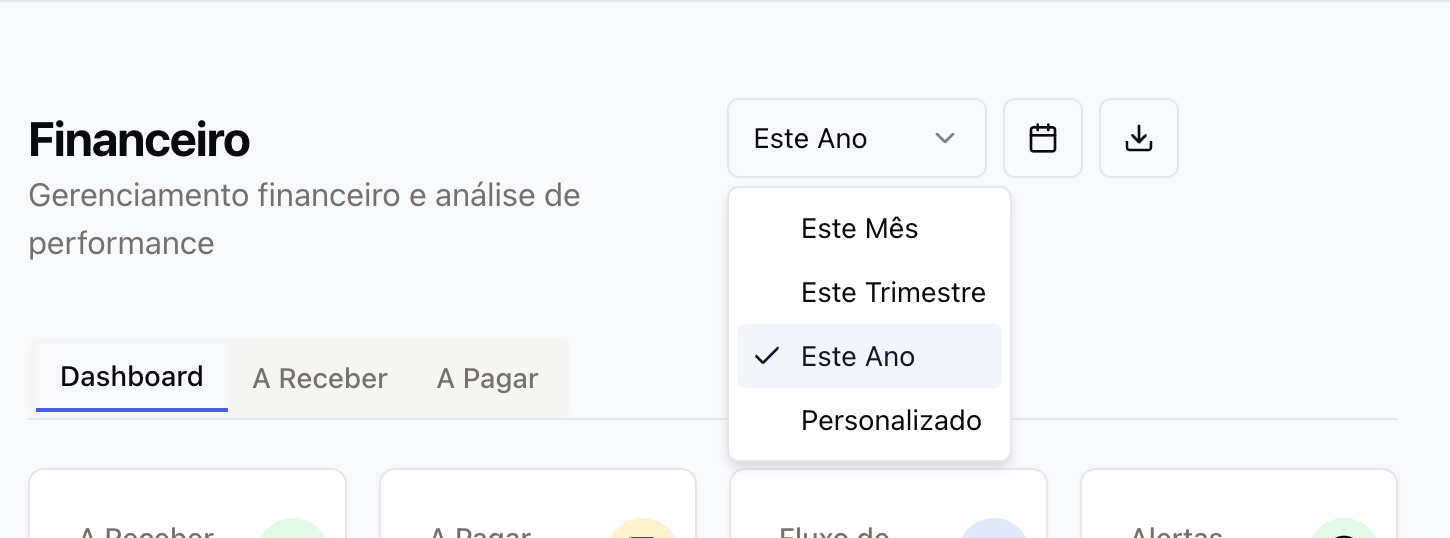 Financeiro
Gerenciamento financeiro e análise de
performance
Este Ano
Este Mês
Este Trimestre
Este Ano
Personalizado
Dashboard
A Receber
A Pagar
A Receber
A Pagar
Fluxo de
Alertas